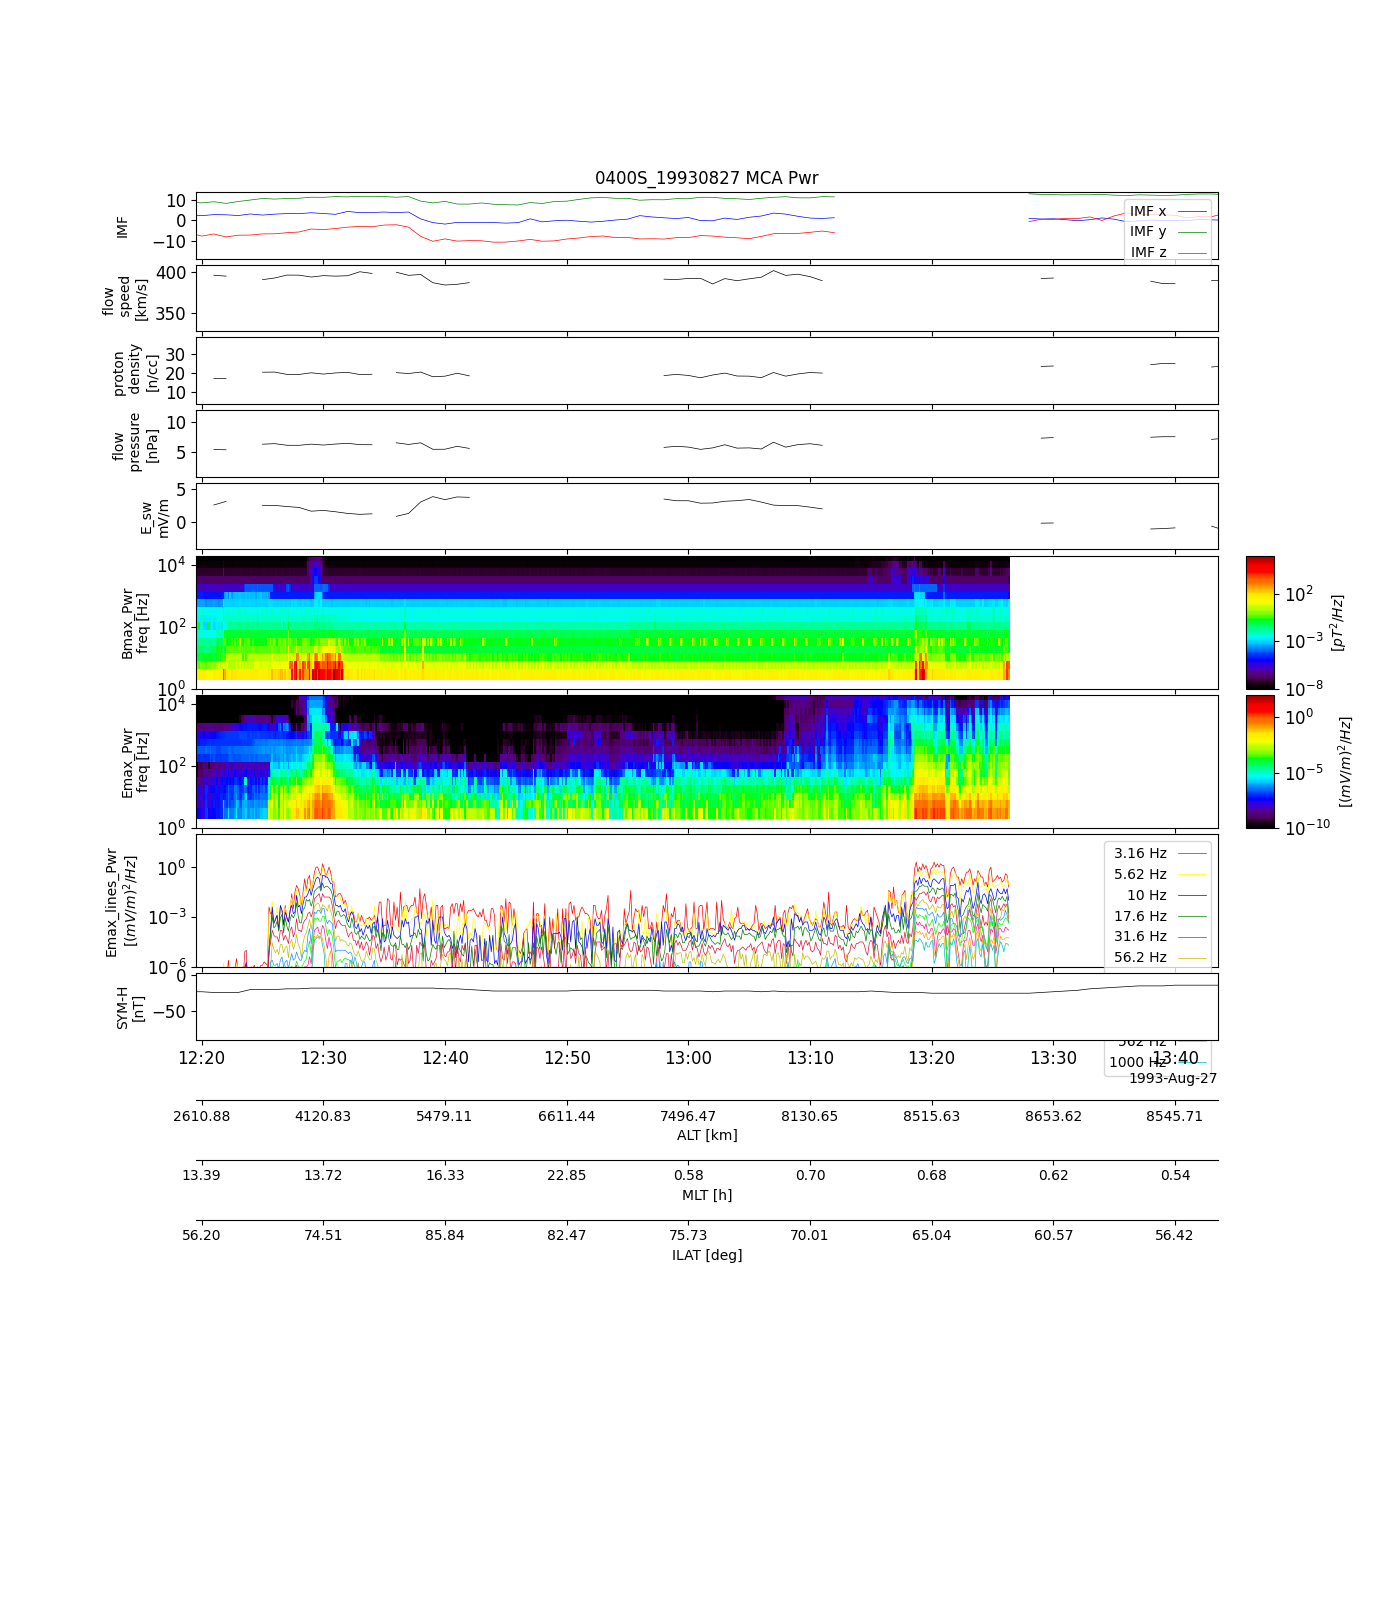 0400S_19930827 MCA Pwr
IMF
10
0
−10
IMF x
IMF y
IMF z
flow
speed
[km/s]
400
350
proton
density
[n/cc]
30
20
10
flow
pressure
[nPa]
10
5
E_sw
mV/m
5
0
Bmax_Pwr
freq [Hz]
10^4
10^2
10^0
10^2
10^-3
10^-8
[pT^2/Hz]
Emax_Pwr
freq [Hz]
10^4
10^2
10^0
10^0
10^-5
10^-10
[(mV/m)^2/Hz]
Emax_lines_Pwr
[(mV/m)^2/Hz]
10^0
10^-3
10^-6
3.16 Hz
5.62 Hz
10 Hz
17.6 Hz
31.6 Hz
56.2 Hz
SYM-H
[nT]
0
−50
562 Hz
1000 Hz
12:20 12:30 12:40 12:50 13:00 13:10 13:20 13:30 13:40
1993-Aug-27
2610.88 4120.83 5479.11 6611.44 7496.47 8130.65 8515.63 8653.62 8545.71
ALT [km]
13.39 13.72 16.33 22.85 0.58 0.70 0.68 0.62 0.54
MLT [h]
56.20 74.51 85.84 82.47 75.73 70.01 65.04 60.57 56.42
ILAT [deg]